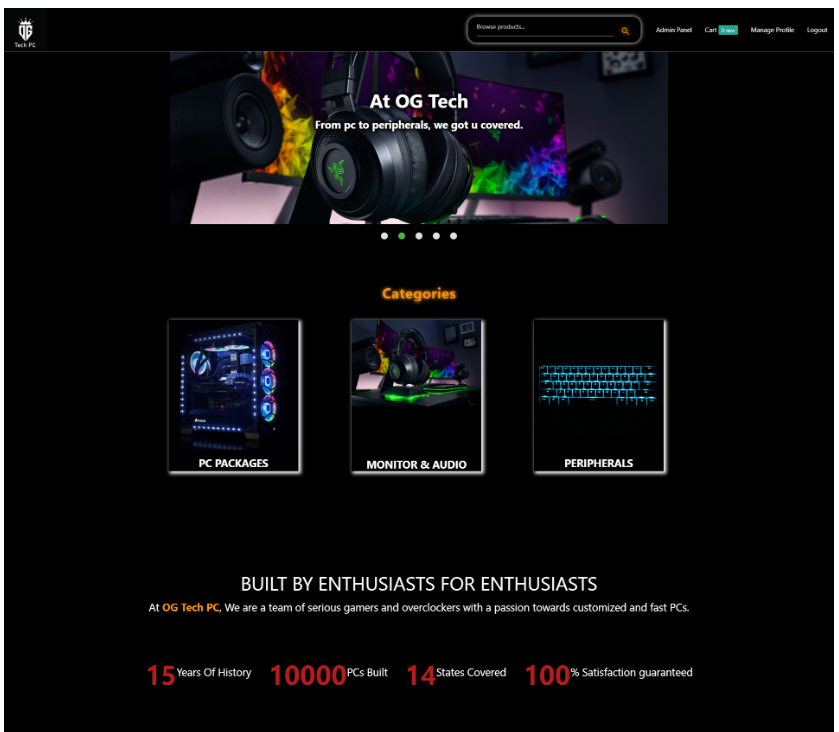 OG
Tech PC
Browse products...
Admin Panel
Cart 0 new
Manage Profile
Logout
At OG Tech
From pc to peripherals, we got u covered.
Categories
PC PACKAGES
MONITOR & AUDIO
PERIPHERALS
BUILT BY ENTHUSIASTS FOR ENTHUSIASTS
At OG Tech PC, We are a team of serious gamers and overclockers with a passion towards customized and fast PCs.
15 Years Of History
10000 PCs Built
14 States Covered
100 % Satisfaction guaranteed